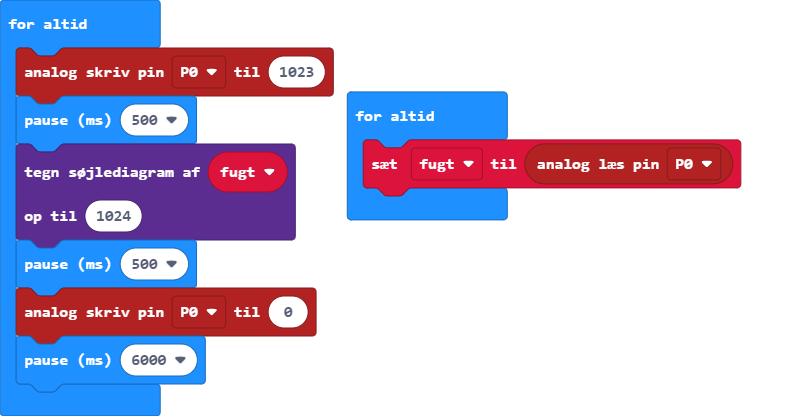 for altid
analog skriv pin P0 til 1023
pause (ms) 500
tegn søjlediagram af fugt
op til 1024
pause (ms) 500
analog skriv pin P0 til 0
pause (ms) 6000
for altid
sæt fugt til analog læs pin P0